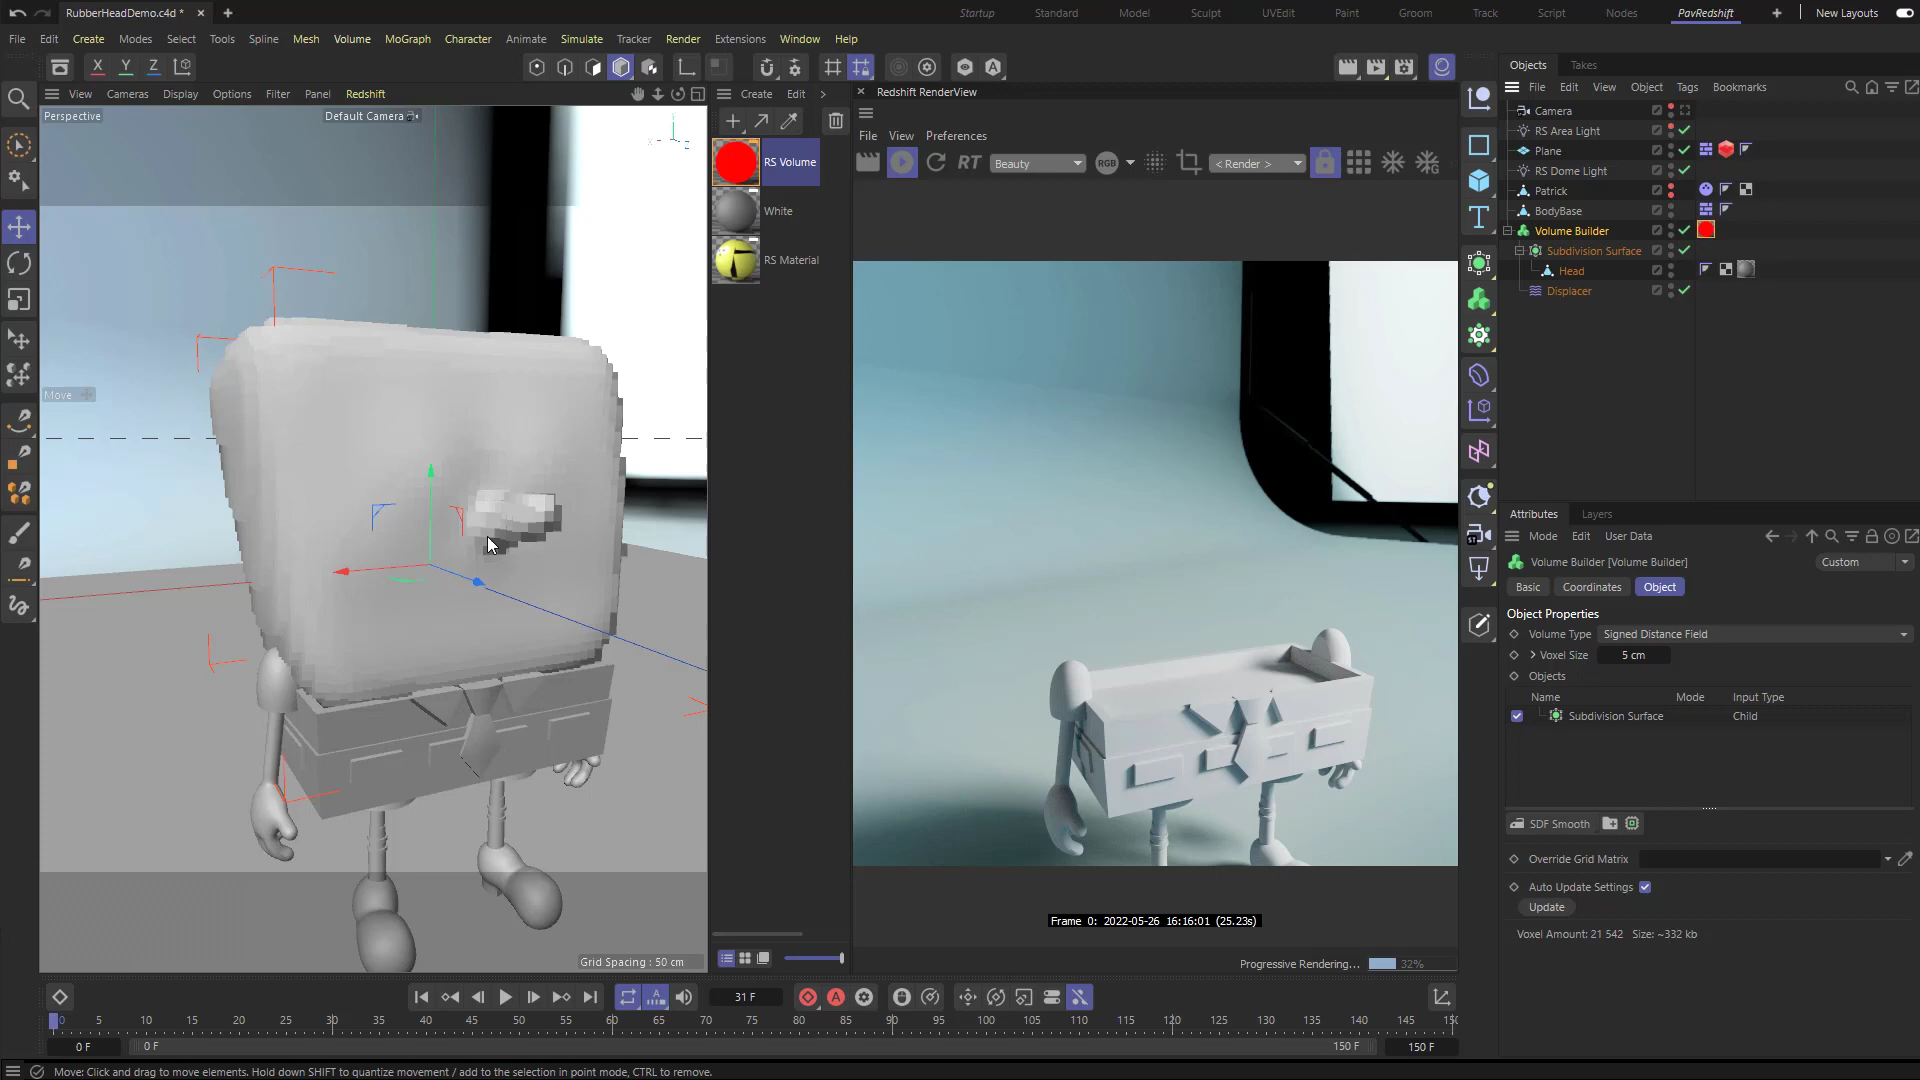 RubberHeadDemo.c4d *
Startup
Standard
Model
Sculpt
UVEdit
Paint
Groom
Track
Script
Nodes
PavRedshift
New Layouts
File Edit Create Modes Select Tools Spline Mesh Volume MoGraph Character Animate Simulate Tracker Render Extensions Window Help
X Y Z
View Cameras Display Options Filter Panel Redshift
Perspective
Default Camera
Move
Grid Spacing : 50 cm
Create Edit
RS Volume
White
RS Material
Redshift RenderView
File View Preferences
RT
Beauty
RGB
< Render >
Frame 0: 2022-05-26 16:16:01 (25.23s)
Progressive Rendering... 32%
Objects Takes
File Edit View Object Tags Bookmarks
Camera
RS Area Light
Plane
RS Dome Light
Patrick
BodyBase
Volume Builder
Subdivision Surface
Head
Displacer
Attributes Layers
Mode Edit User Data
Volume Builder [Volume Builder]
Custom
Basic Coordinates Object
Object Properties
Volume Type Signed Distance Field
Voxel Size 5 cm
Objects
Name Mode Input Type
Subdivision Surface Child
SDF Smooth
Override Grid Matrix
Auto Update Settings
Update
Voxel Amount: 21 542 Size: ~332 kb
31 F
0 5 10 15 20 25 30 35 40 45 50 55 60 65 70 75 80 85 90 95 100 105 110 115 120 125 130 135 140 145
0 F 0 F 150 F 150 F
Move: Click and drag to move elements. Hold down SHIFT to quantize movement / add to the selection in point mode, CTRL to remove.